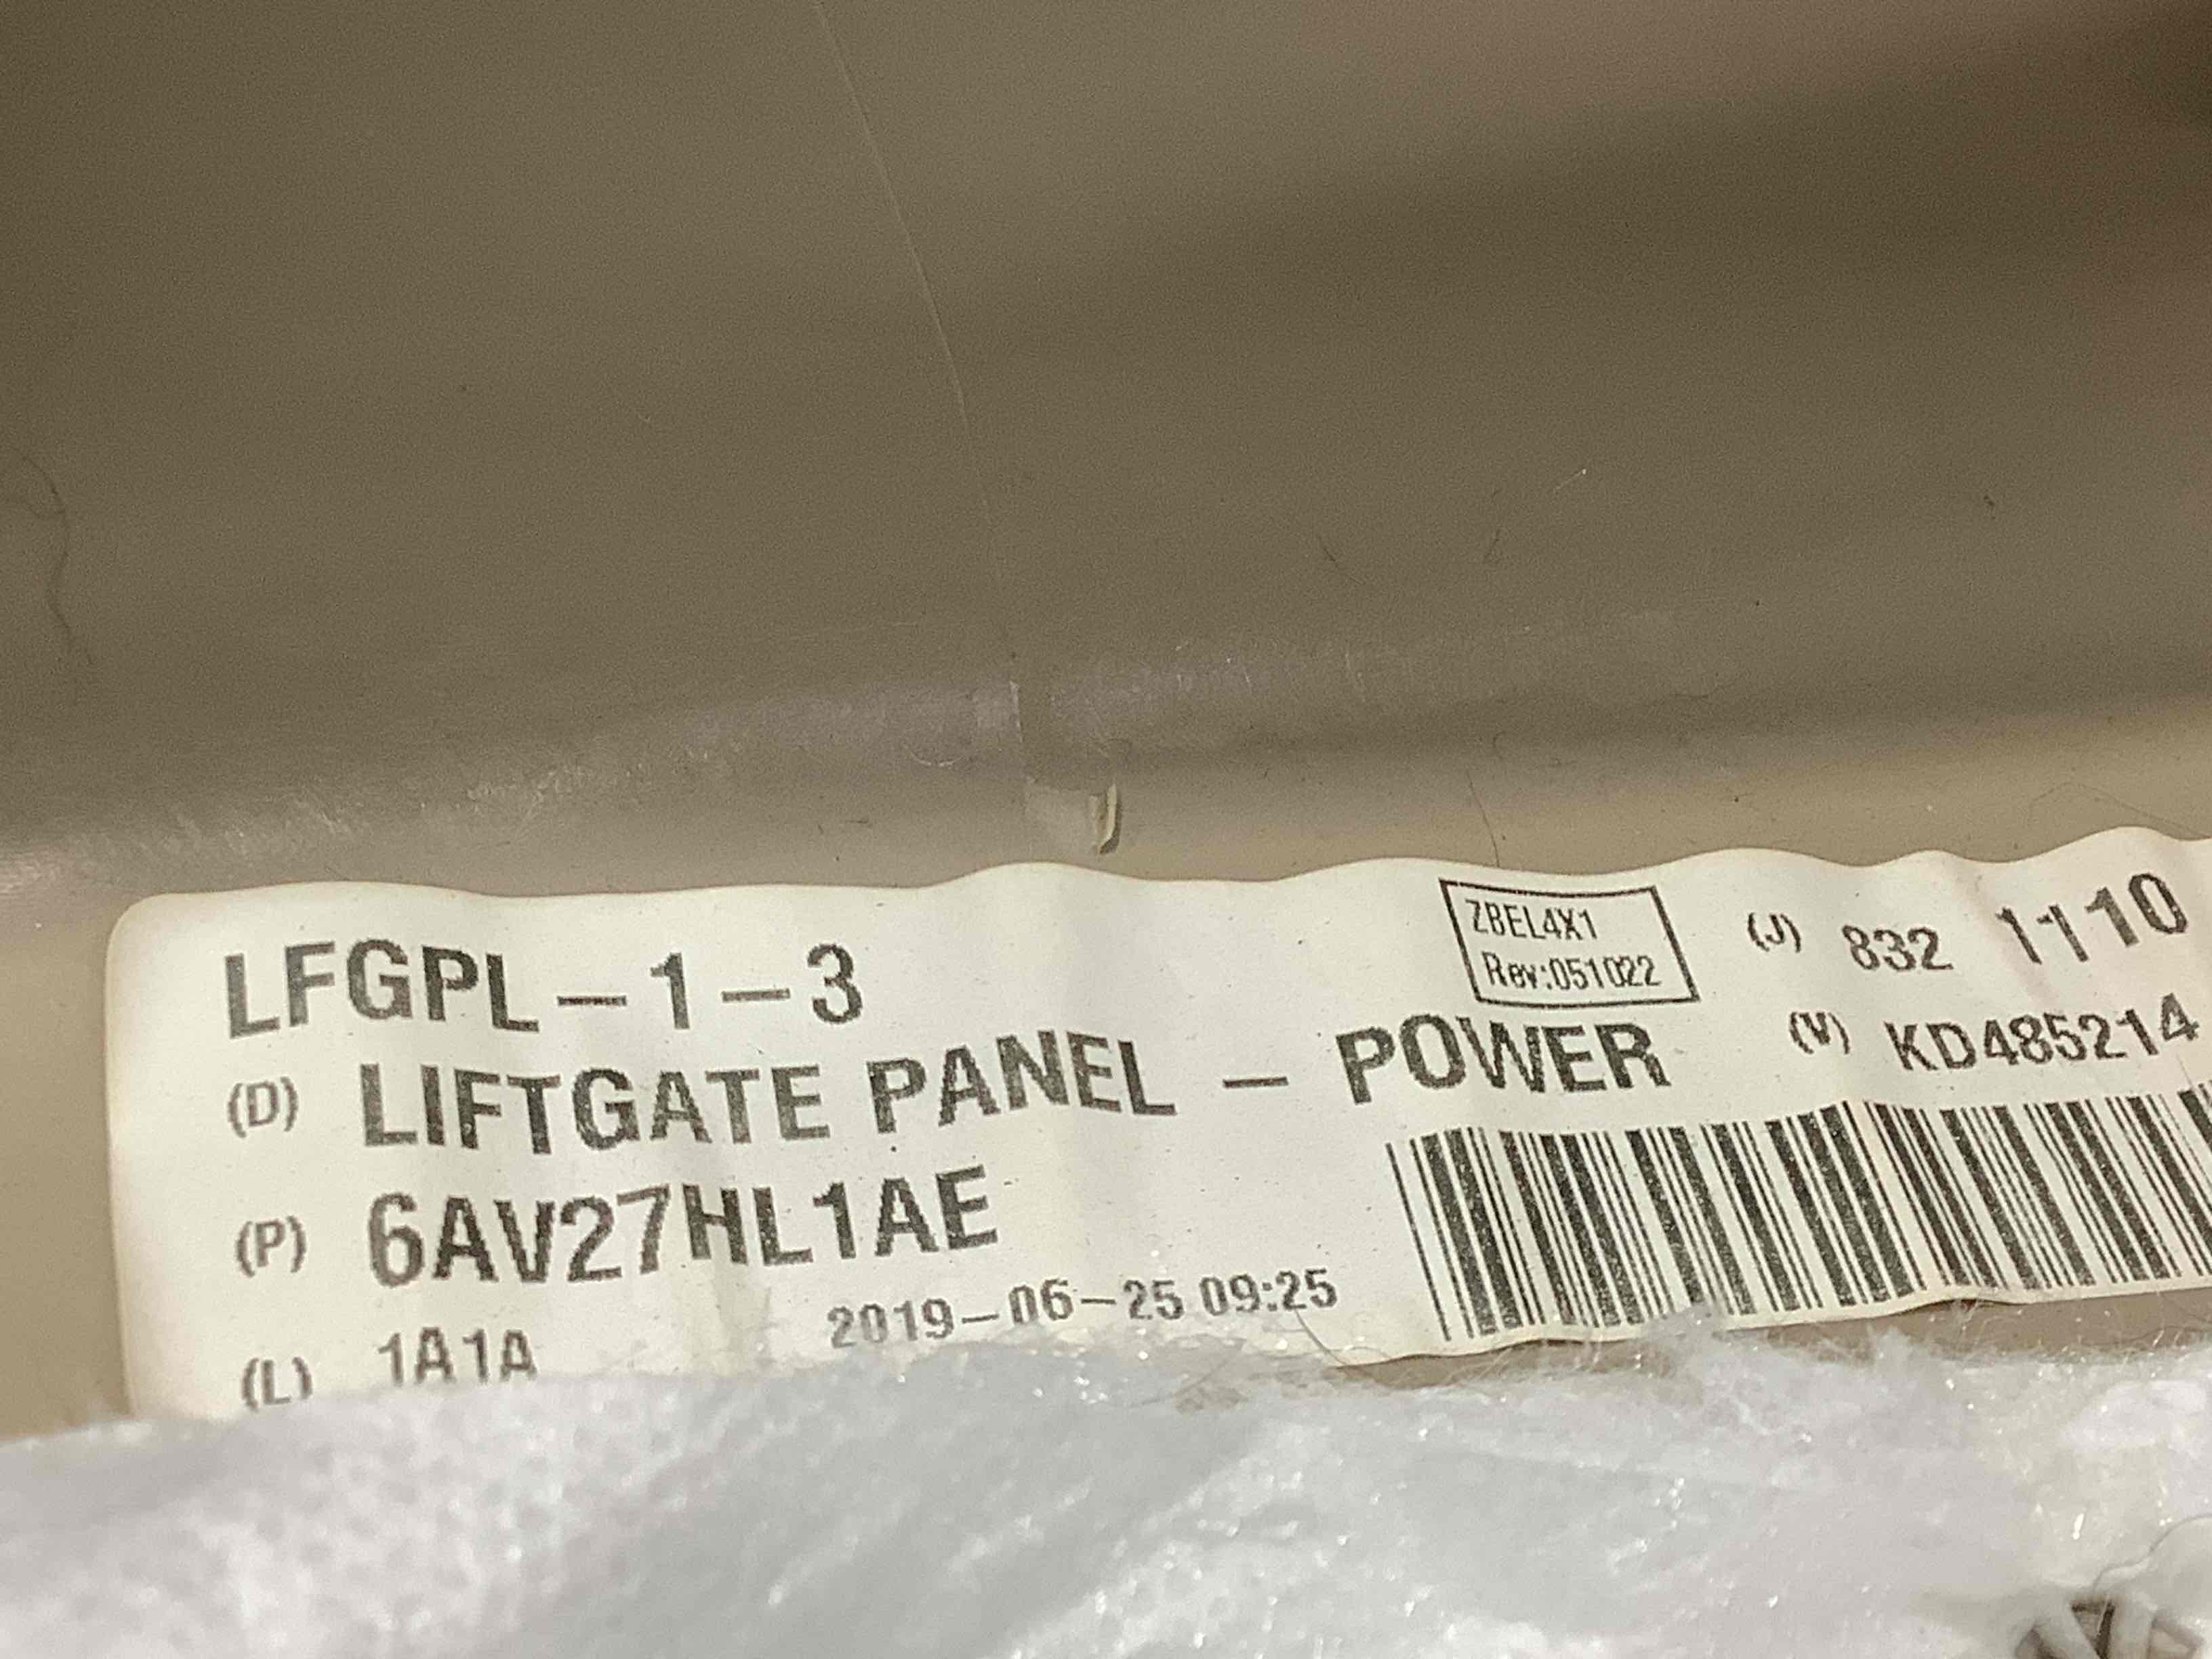 LFGPL-1-3
ZBEL4X1
Rev:051022
(J) 832 1110
(D) LIFTGATE PANEL - POWER
(V) KD485214
(P) 6AV27HL1AE
2019-06-25 09:25
(L) 1A1A